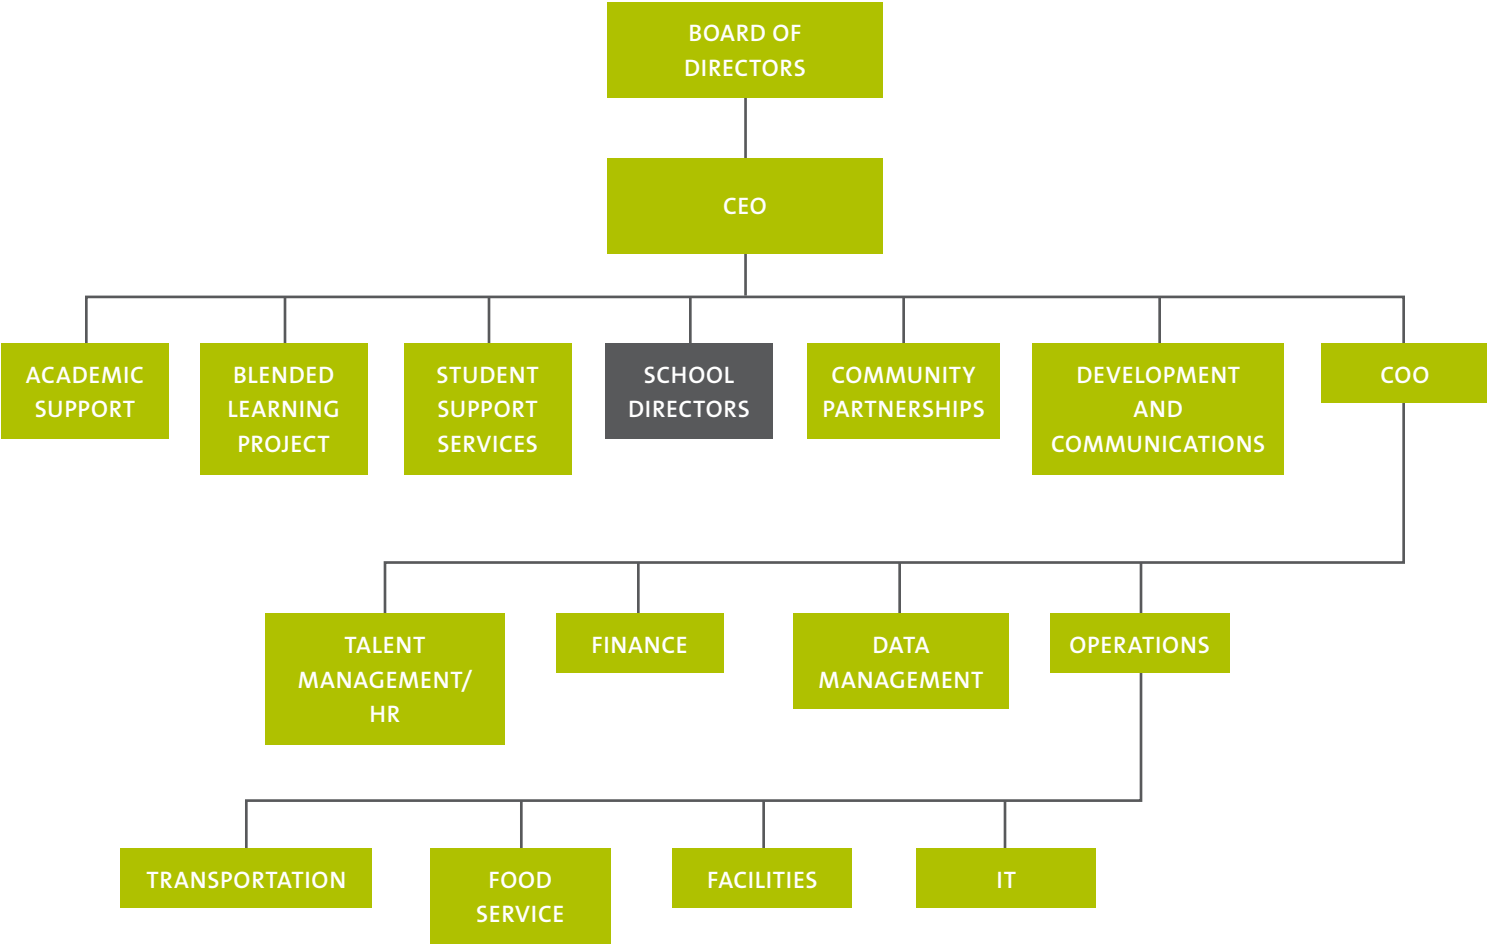 BOARD OF
DIRECTORS
CEO
ACADEMIC
SUPPORT
BLENDED
LEARNING
PROJECT
STUDENT
SUPPORT
SERVICES
SCHOOL
DIRECTORS
COMMUNITY
PARTNERSHIPS
DEVELOPMENT
AND
COMMUNICATIONS
COO
TALENT
MANAGEMENT/
HR
FINANCE
DATA
MANAGEMENT
OPERATIONS
TRANSPORTATION
FOOD
SERVICE
FACILITIES
IT